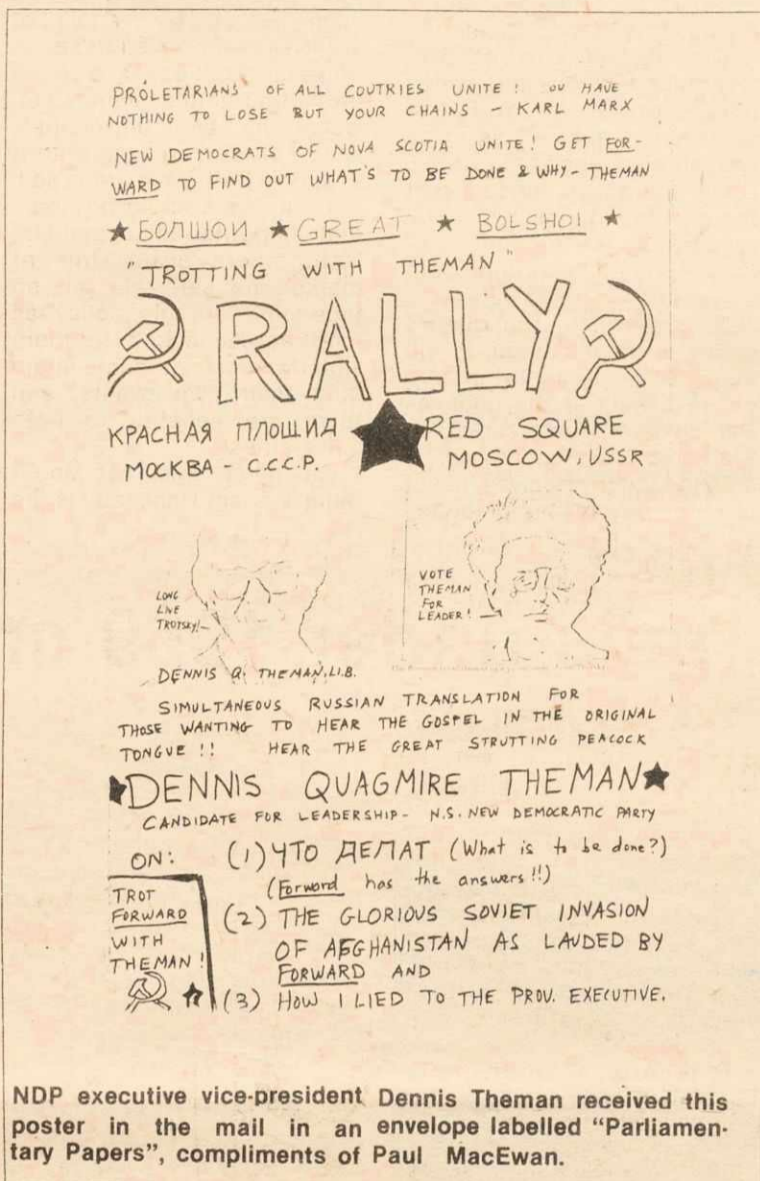 PROLETARIANS OF ALL COUTRIES UNITE! OU HAVE
NOTHING TO LOSE BUT YOUR CHAINS - KARL MARX
NEW DEMOCRATS OF NOVA SCOTIA UNITE! GET FOR-
WARD TO FIND OUT WHAT'S TO BE DONE & WHY - THEMAN
★ БОЛШОИ ★ GREAT ★ BOLSHOI ★
"TROTTING WITH THEMAN"
RALLY
КРАСНАЯ ПЛОЩИД ★ RED SQUARE
МОСКВА - С.С.С.Р. MOSCOW, USSR
LONG
LIVE
TROTSKY!
VOTE
THEMAN
FOR
LEADER!
DENNIS Q. THEMAN, LI.B.
SIMULTANEOUS RUSSIAN TRANSLATION FOR
THOSE WANTING TO HEAR THE GOSPEL IN THE ORIGINAL
TONGUE!! HEAR THE GREAT STRUTTING PEACOCK
★DENNIS QUAGMIRE THEMAN★
CANDIDATE FOR LEADERSHIP - N.S. NEW DEMOCRATIC PARTY
ON: (1) ЧТО ДЕЛАТ (What is to be done?)
(Forward has the answers!!)
(2) THE GLORIOUS SOVIET INVASION
OF AFGHANISTAN AS LAUDED BY
FORWARD AND
(3) HOW I LIED TO THE PROV. EXECUTIVE.
TROT
FORWARD
WITH
THEMAN!
NDP executive vice-president Dennis Theman received this
poster in the mail in an envelope labelled "Parliamen-
tary Papers", compliments of Paul MacEwan.